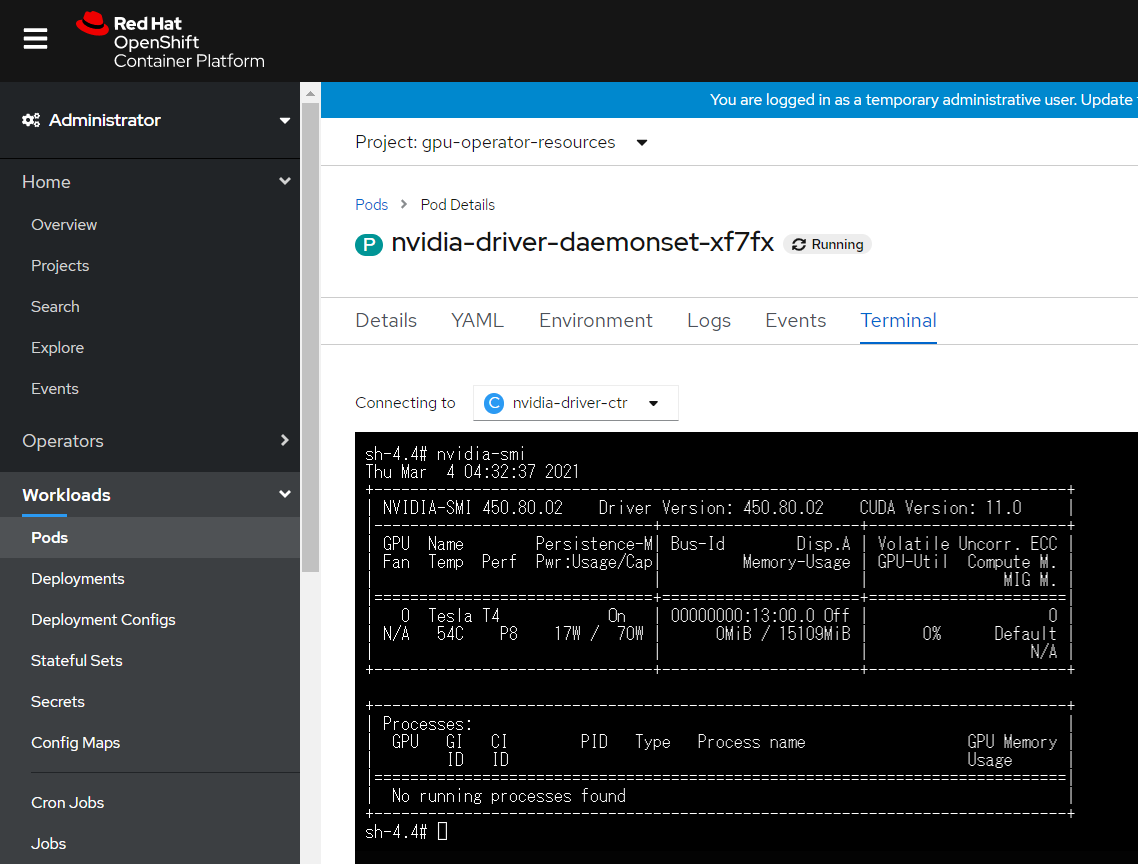 Red Hat
OpenShift
Container Platform
You are logged in as a temporary administrative user. Update
Administrator
Home
Overview
Projects
Search
Explore
Events
Operators
Workloads
Pods
Deployments
Deployment Configs
Stateful Sets
Secrets
Config Maps
Cron Jobs
Jobs
Project: gpu-operator-resources
Pods > Pod Details
P nvidia-driver-daemonset-xf7fx Running
Details YAML Environment Logs Events Terminal
Connecting to C nvidia-driver-ctr
sh-4.4# nvidia-smi
Thu Mar  4 04:32:37 2021
+-----------------------------------------------------------------------------+
| NVIDIA-SMI 450.80.02    Driver Version: 450.80.02    CUDA Version: 11.0     |
|-------------------------------+----------------------+----------------------+
| GPU  Name        Persistence-M| Bus-Id        Disp.A | Volatile Uncorr. ECC |
| Fan  Temp  Perf  Pwr:Usage/Cap|         Memory-Usage | GPU-Util  Compute M. |
|                               |                      |               MIG M. |
|===============================+======================+======================|
|   0  Tesla T4            On   | 00000000:13:00.0 Off |                    0 |
| N/A   54C    P8    17W /  70W |      0MiB / 15109MiB |      0%      Default |
|                               |                      |                  N/A |
+-------------------------------+----------------------+----------------------+
+-----------------------------------------------------------------------------+
| Processes:                                                                  |
|  GPU   GI   CI        PID   Type   Process name                  GPU Memory |
|        ID   ID                                                   Usage      |
|=============================================================================|
|  No running processes found                                                 |
+-----------------------------------------------------------------------------+
sh-4.4#